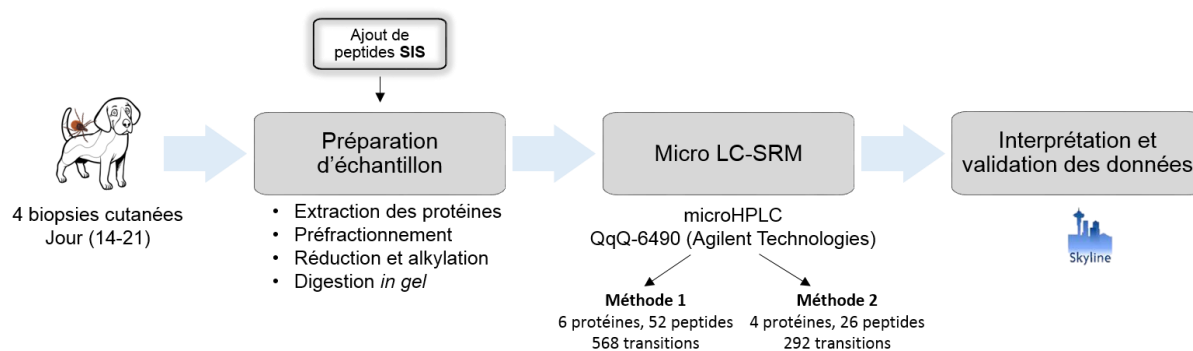 Ajout de
peptides SIS
4 biopsies cutanées
Jour (14-21)
Préparation
d'échantillon
• Extraction des protéines
• Préfractionnement
• Réduction et alkylation
• Digestion in gel
Micro LC-SRM
microHPLC
QqQ-6490 (Agilent Technologies)
Méthode 1
6 protéines, 52 peptides
568 transitions
Méthode 2
4 protéines, 26 peptides
292 transitions
Interprétation et
validation des données
Skyline